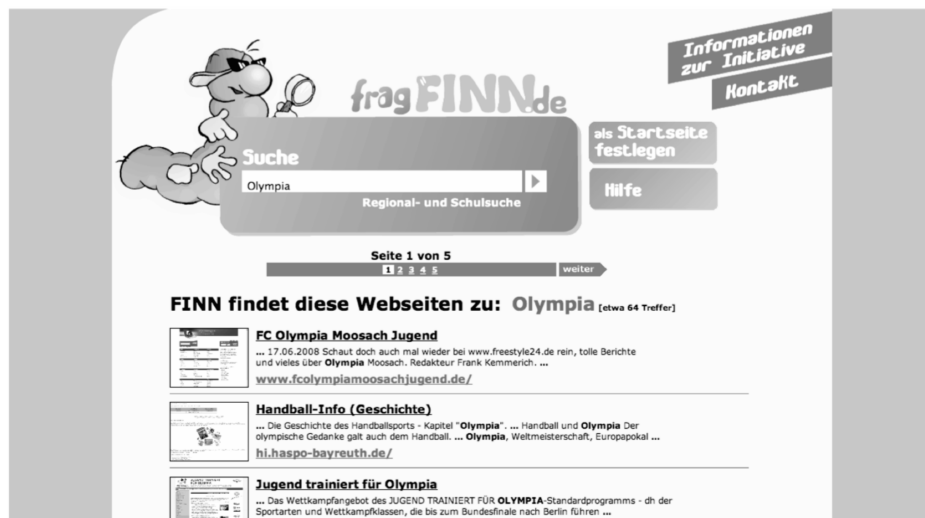 Informationen
zur Initiative
Kontakt
fragFINN.de
als Startseite
festlegen
Hilfe
Suche
Olympia
Regional- und Schulsuche
Seite 1 von 5
1 2 3 4 5
weiter
FINN findet diese Webseiten zu: Olympia [etwa 64 Treffer]
FC Olympia Moosach Jugend
... 17.06.2008 Schaut doch auch mal wieder bei www.freestyle24.de rein, tolle Berichte
und vieles über Olympia Moosach. Redakteur Frank Kemmerich. ...
www.fcolympiamoosachjugend.de/
Handball-Info (Geschichte)
... Die Geschichte des Handballsports - Kapitel "Olympia". ... Handball und Olympia Der
olympische Gedanke galt auch dem Handball. ... Olympia, Weltmeisterschaft, Europapokal ...
hi.haspo-bayreuth.de/
Jugend trainiert für Olympia
... Das Wettkampfangebot des JUGEND TRAINIERT FÜR OLYMPIA-Standardprogramms - dh der
Sportarten und Wettkampfklassen, die bis zum Bundesfinale nach Berlin führen ...